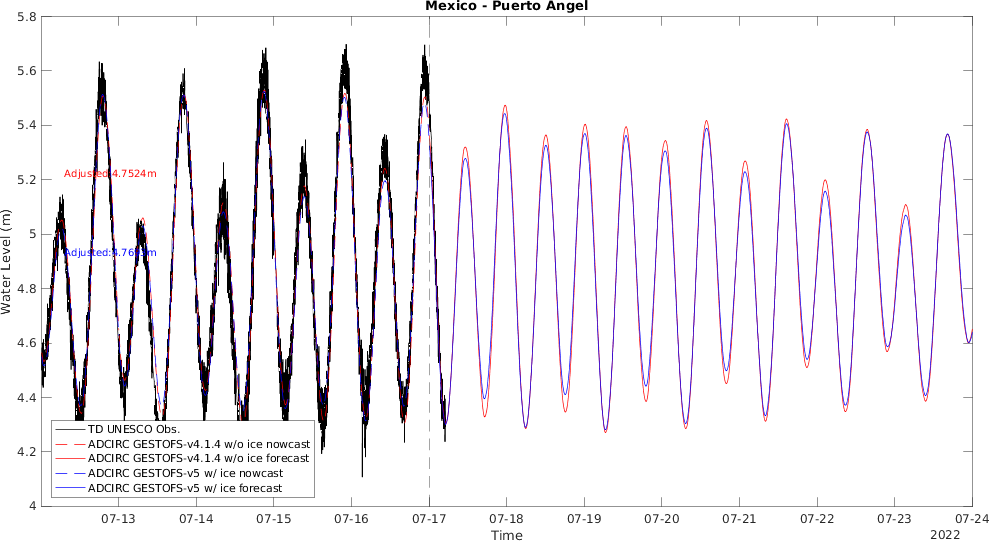 Mexico - Puerto Angel
5.8
5.6
5.4
5.2
5
4.8
4.6
4.4
4.2
4
Water Level (m)
Adjusted:4.7524m
TD UNESCO Obs.
ADCIRC GESTOFS-v4.1.4 w/o ice nowcast
ADCIRC GESTOFS-v4.1.4 w/o ice forecast
ADCIRC GESTOFS-v5 w/ ice nowcast
ADCIRC GESTOFS-v5 w/ ice forecast
07-13 07-14 07-15 07-16 07-17 07-18 07-19 07-20 07-21 07-22 07-23 07-24
Time
2022